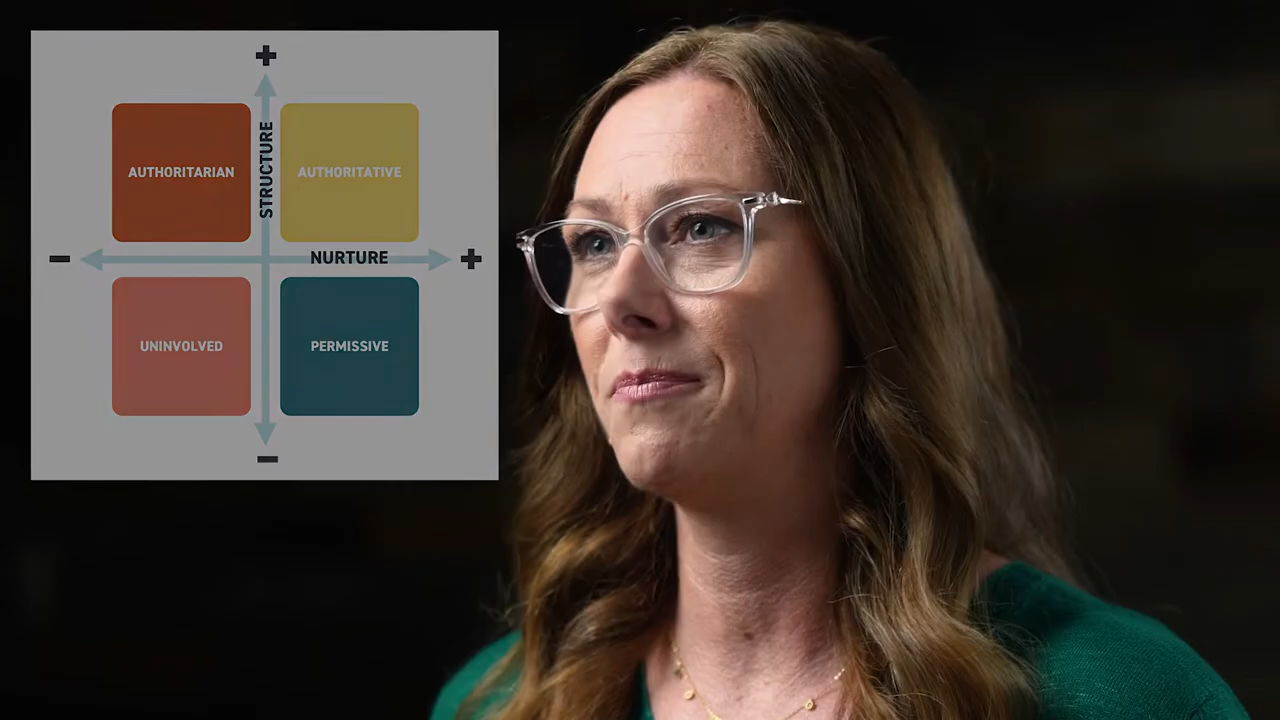 +
STRUCTURE
AUTHORITARIAN
AUTHORITATIVE
−
NURTURE
+
UNINVOLVED
PERMISSIVE
−